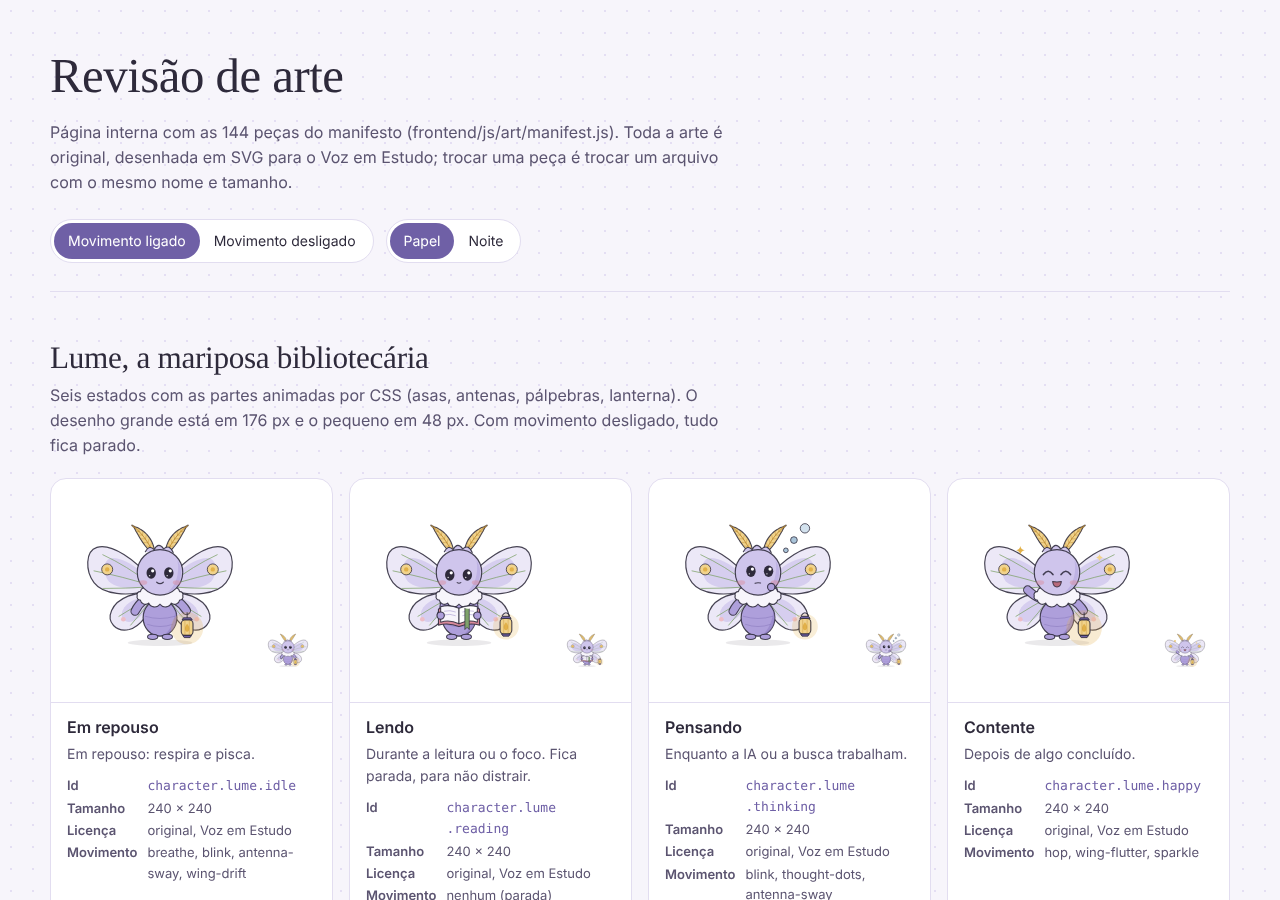 Revisão de arte
Página interna com as 144 peças do manifesto (frontend/js/art/manifest.js). Toda a arte é
original, desenhada em SVG para o Voz em Estudo; trocar uma peça é trocar um arquivo
com o mesmo nome e tamanho.
Movimento ligado Movimento desligado Papel Noite
Lume, a mariposa bibliotecária
Seis estados com as partes animadas por CSS (asas, antenas, pálpebras, lanterna). O
desenho grande está em 176 px e o pequeno em 48 px. Com movimento desligado, tudo
fica parado.
Em repouso
Em repouso: respira e pisca.
Id character.lume.idle
Tamanho 240 × 240
Licença original, Voz em Estudo
Movimento breathe, blink, antenna-
sway, wing-drift
Lendo
Durante a leitura ou o foco. Fica
parada, para não distrair.
Id character.lume
.reading
Tamanho 240 × 240
Licença original, Voz em Estudo
Movimento nenhum (parada)
Pensando
Enquanto a IA ou a busca trabalham.
Id character.lume
.thinking
Tamanho 240 × 240
Licença original, Voz em Estudo
Movimento blink, thought-dots,
antenna-sway
Contente
Depois de algo concluído.
Id character.lume.happy
Tamanho 240 × 240
Licença original, Voz em Estudo
Movimento hop, wing-flutter, sparkle